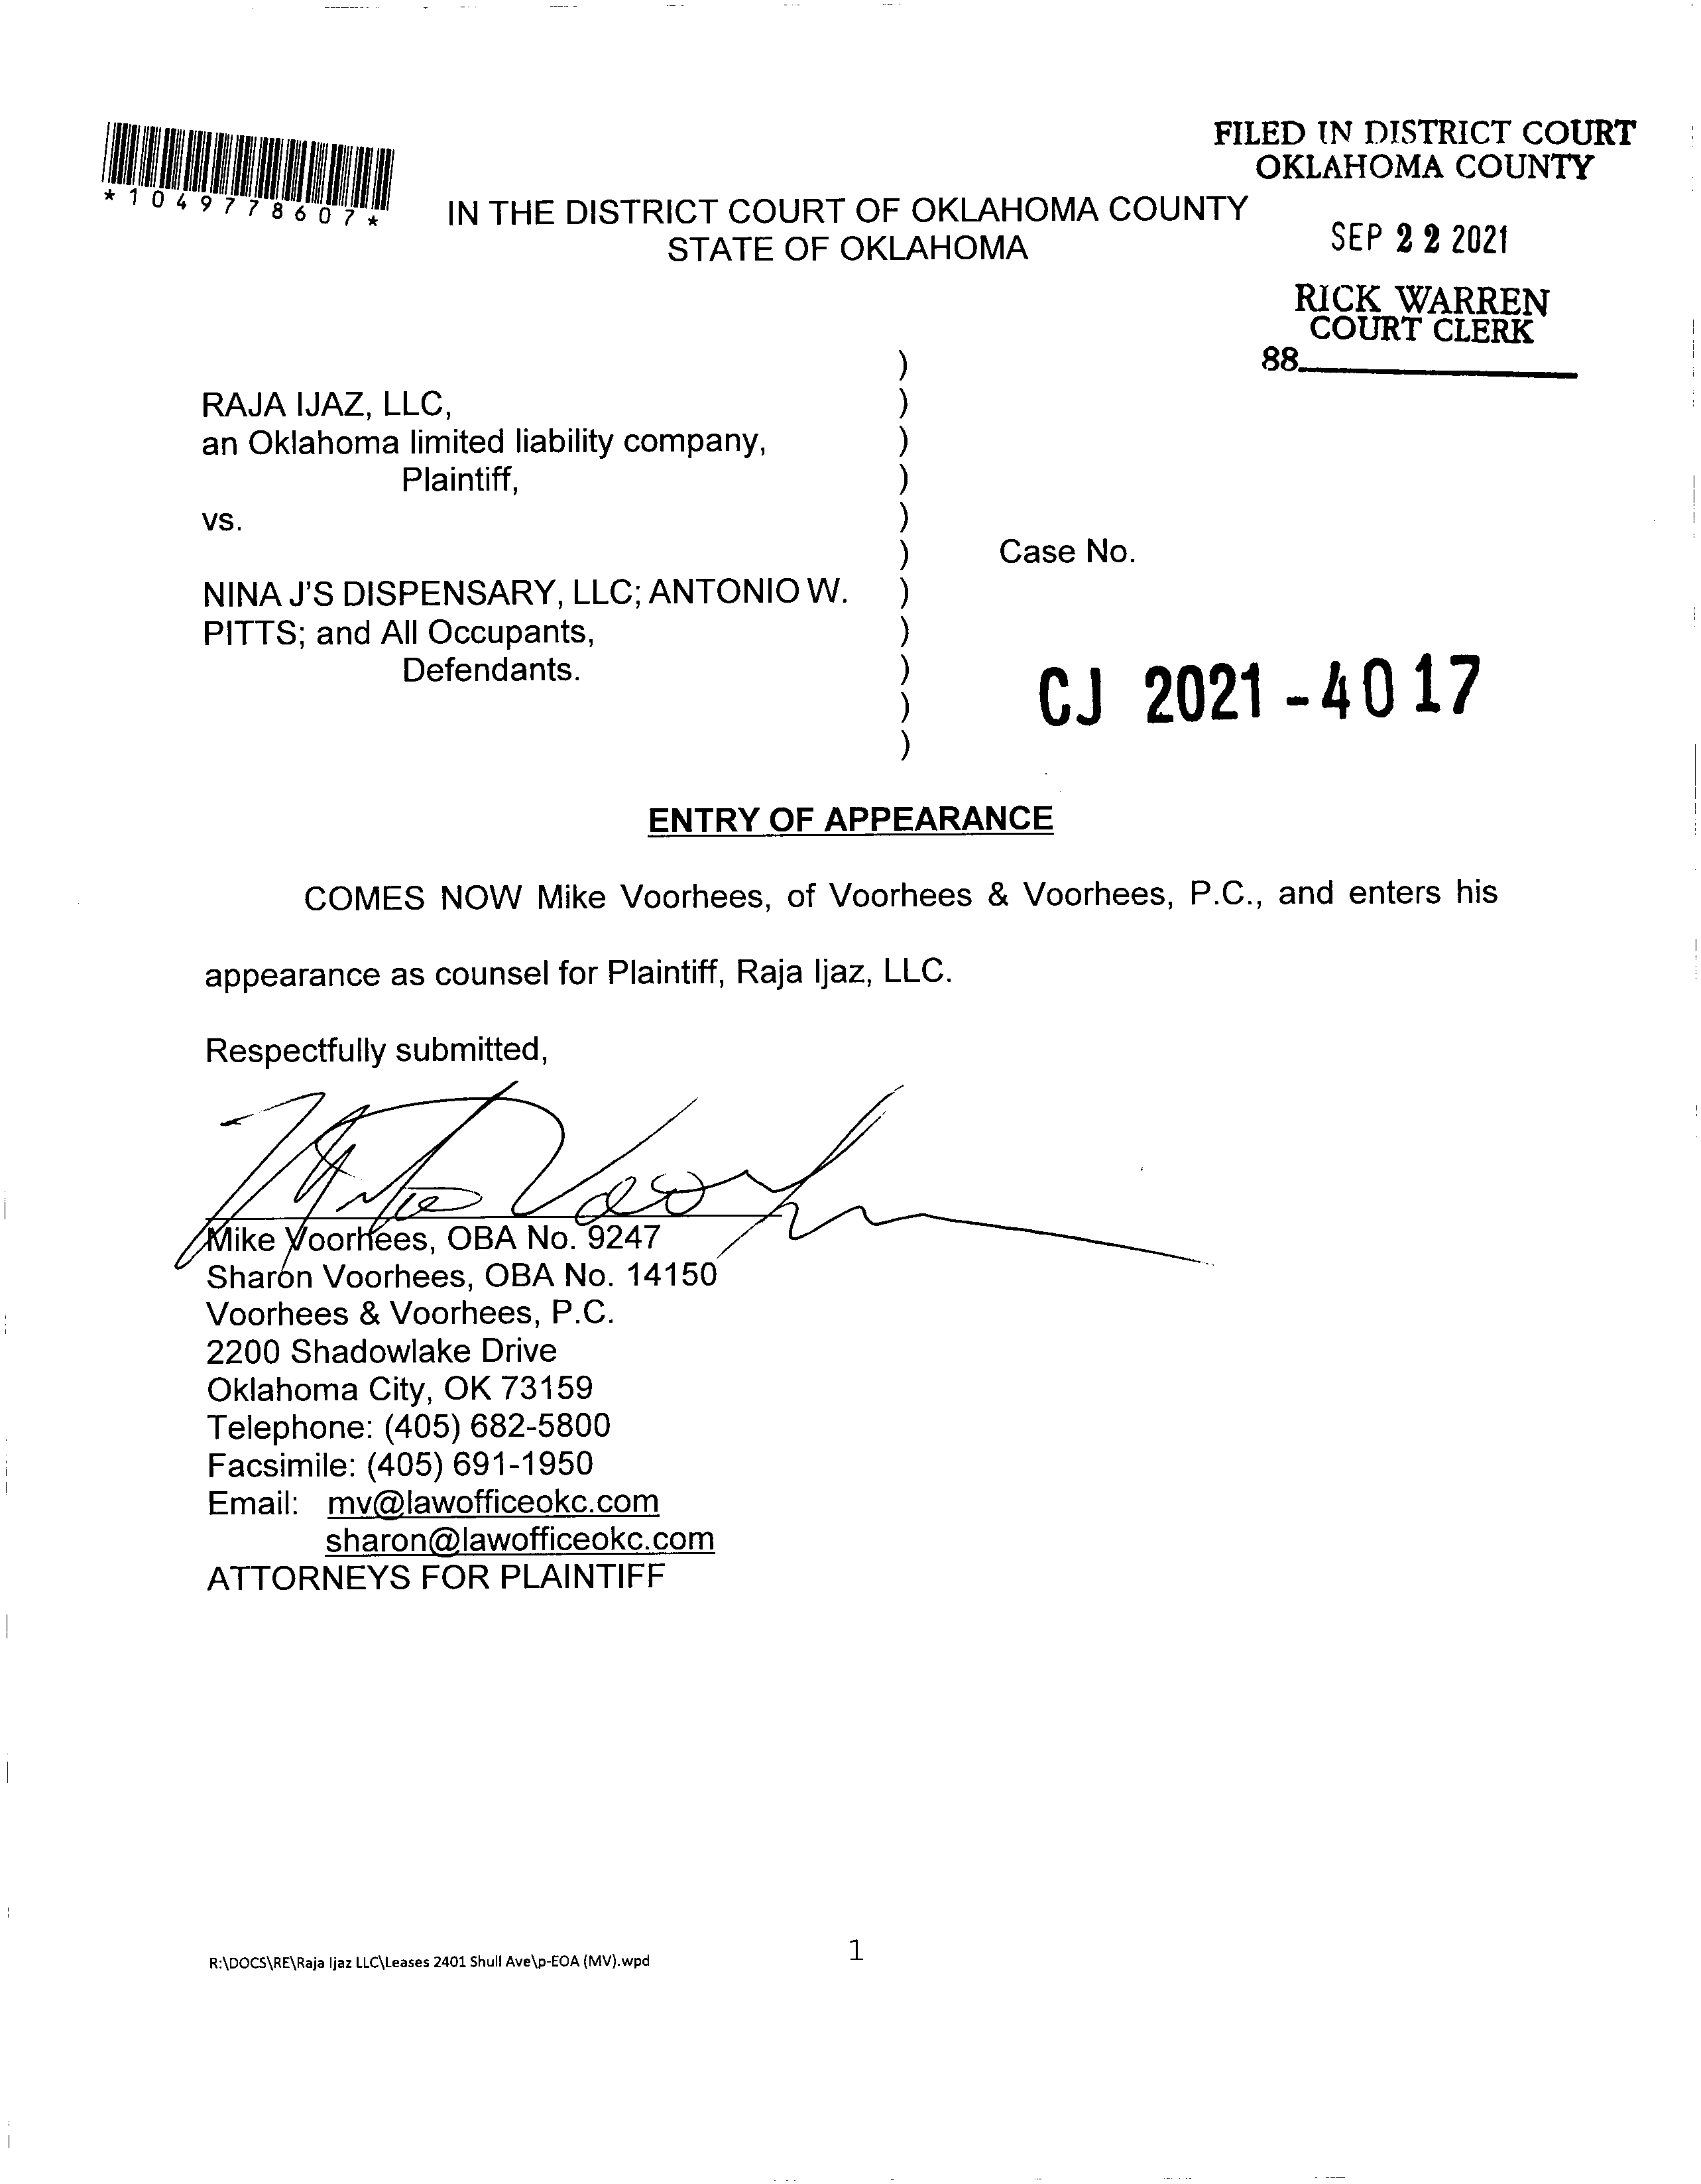 *1049778607*
FILED IN DISTRICT COURT
OKLAHOMA COUNTY
IN THE DISTRICT COURT OF OKLAHOMA COUNTY
STATE OF OKLAHOMA
SEP 22 2021
RICK WARREN
COURT CLERK
88
)
RAJA IJAZ, LLC, )
an Oklahoma limited liability company, )
Plaintiff, )
vs. )
) Case No.
NINA J'S DISPENSARY, LLC; ANTONIO W. )
PITTS; and All Occupants, )
Defendants. )
CJ 2021-4017
)
)
ENTRY OF APPEARANCE
COMES NOW Mike Voorhees, of Voorhees & Voorhees, P.C., and enters his
appearance as counsel for Plaintiff, Raja Ijaz, LLC.
Respectfully submitted,
Mike Voorhees, OBA No. 9247
Sharon Voorhees, OBA No. 14150
Voorhees & Voorhees, P.C.
2200 Shadowlake Drive
Oklahoma City, OK 73159
Telephone: (405) 682-5800
Facsimile: (405) 691-1950
Email: mv@lawofficeokc.com
sharon@lawofficeokc.com
ATTORNEYS FOR PLAINTIFF
R:\DOCS\RE\Raja Ijaz LLC\Leases 2401 Shull Ave\p-EOA (MV).wpd
1